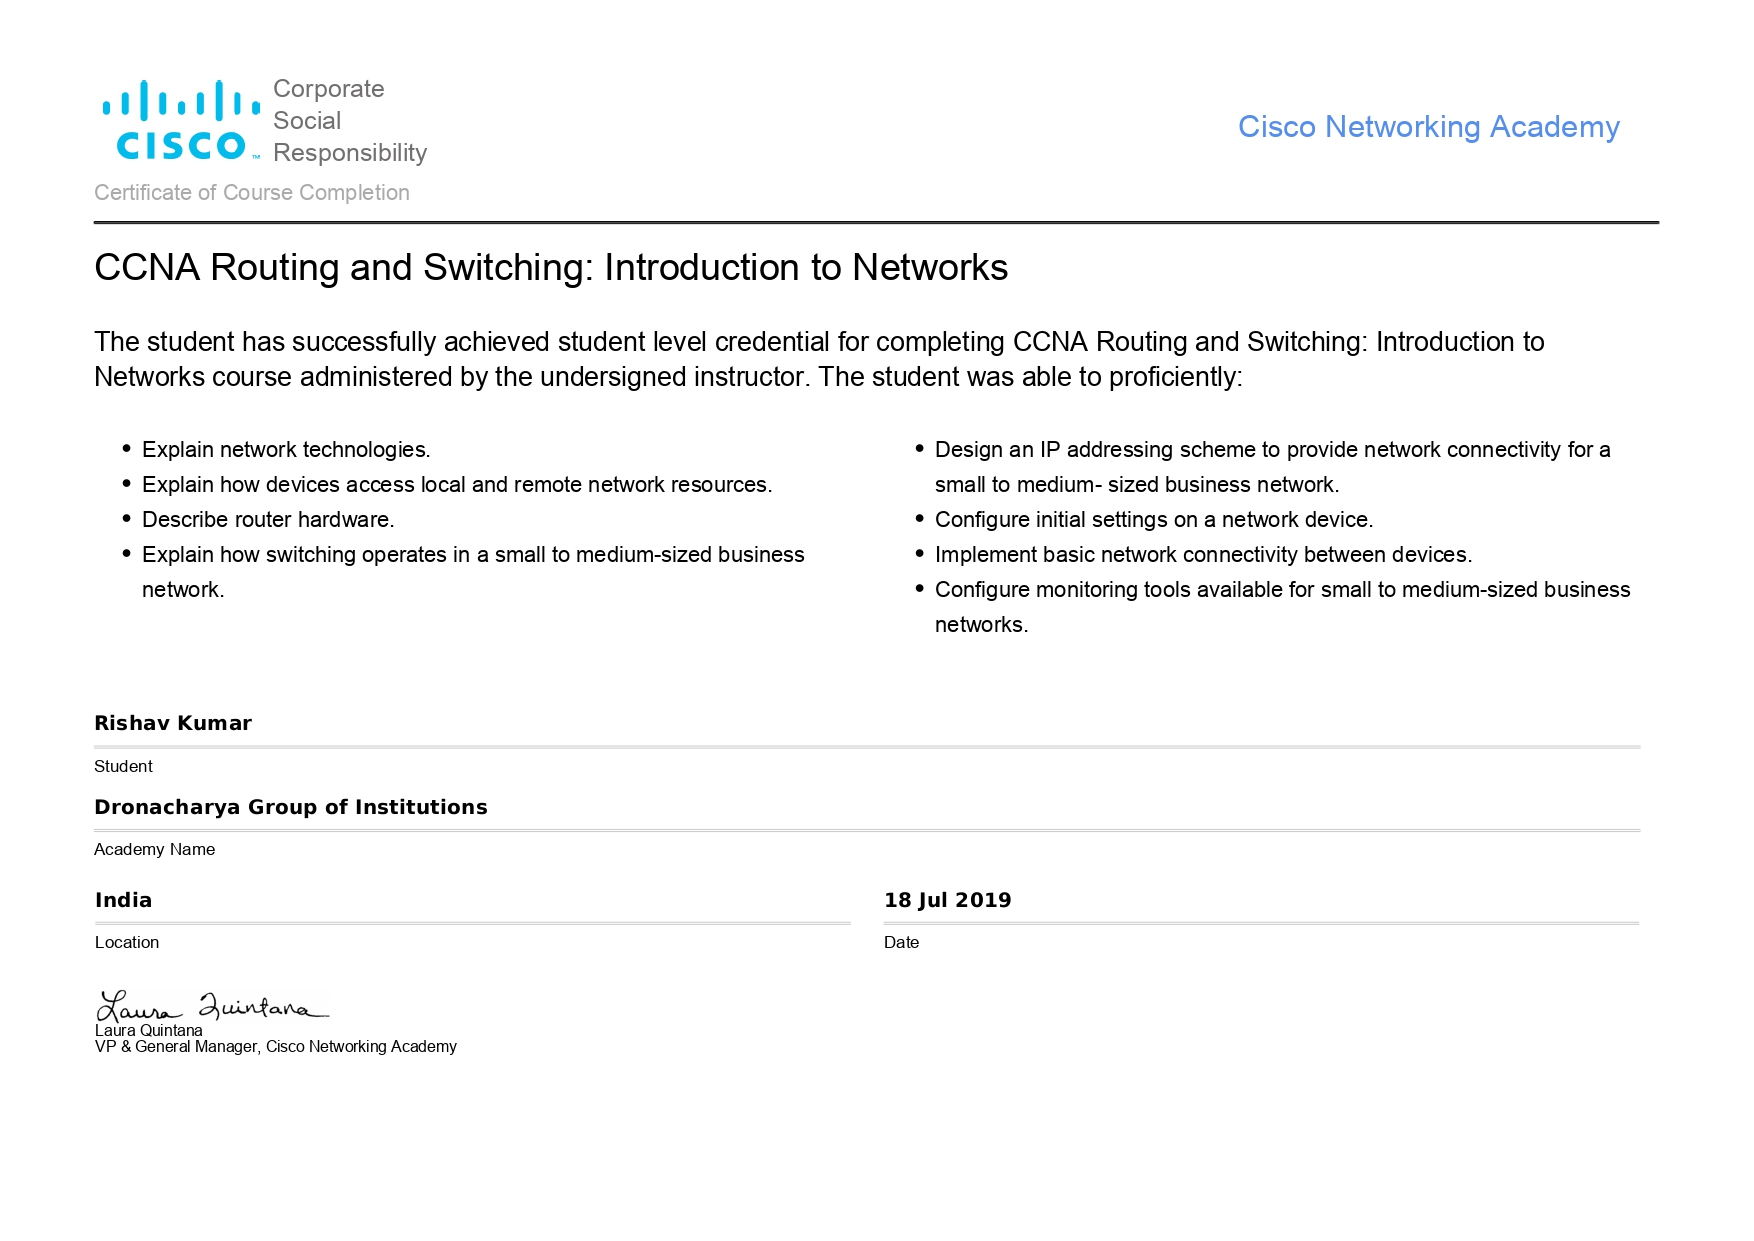 Corporate
Social
Responsibility
CISCO™
Cisco Networking Academy
Certificate of Course Completion
CCNA Routing and Switching: Introduction to Networks
The student has successfully achieved student level credential for completing CCNA Routing and Switching: Introduction to
Networks course administered by the undersigned instructor. The student was able to proficiently:
• Explain network technologies.
• Explain how devices access local and remote network resources.
• Describe router hardware.
• Explain how switching operates in a small to medium-sized business
network.
• Design an IP addressing scheme to provide network connectivity for a
small to medium- sized business network.
• Configure initial settings on a network device.
• Implement basic network connectivity between devices.
• Configure monitoring tools available for small to medium-sized business
networks.
Rishav Kumar
Student
Dronacharya Group of Institutions
Academy Name
India
Location
18 Jul 2019
Date
Laura Quintana
Laura Quintana
VP & General Manager, Cisco Networking Academy